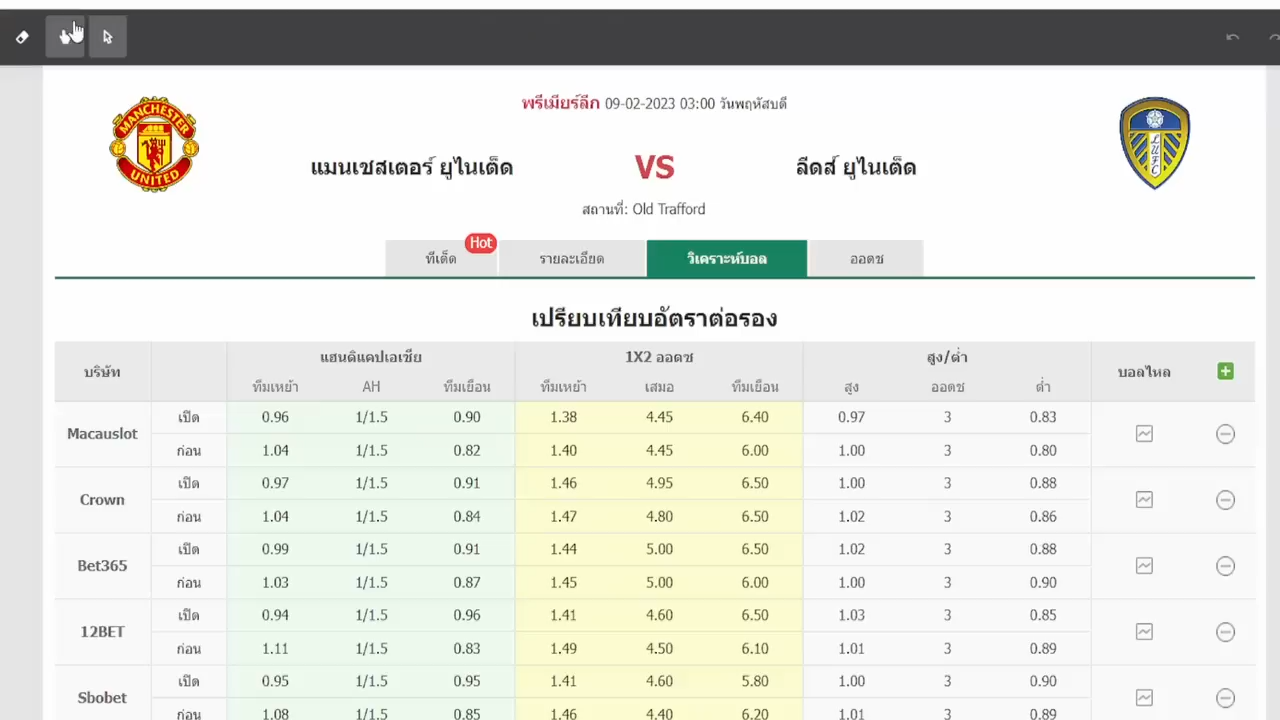 พรีเมียร์ลีก 09-02-2023 03:00 วันพฤหัสบดี
MANCHESTER UNITED
แมนเชสเตอร์ ยูไนเต็ด VS ลีดส์ ยูไนเต็ด
LUFC
สถานที่: Old Trafford
ทีเด็ด Hot รายละเอียด วิเคราะห์บอล ออดซ
เปรียบเทียบอัตราต่อรอง
บริษัท แฮนดิแคปเอเชีย 1X2 ออดซ สูง/ต่ำ บอลไหล
ทีมเหย้า AH ทีมเยือน ทีมเหย้า เสมอ ทีมเยือน สูง ออดซ ต่ำ
Macauslot เปิด 0.96 1/1.5 0.90 1.38 4.45 6.40 0.97 3 0.83
ก่อน 1.04 1/1.5 0.82 1.40 4.45 6.00 1.00 3 0.80
Crown เปิด 0.97 1/1.5 0.91 1.46 4.95 6.50 1.00 3 0.88
ก่อน 1.04 1/1.5 0.84 1.47 4.80 6.50 1.02 3 0.86
Bet365 เปิด 0.99 1/1.5 0.91 1.44 5.00 6.50 1.02 3 0.88
ก่อน 1.03 1/1.5 0.87 1.45 5.00 6.00 1.00 3 0.90
12BET เปิด 0.94 1/1.5 0.96 1.41 4.60 6.50 1.03 3 0.85
ก่อน 1.11 1/1.5 0.83 1.49 4.50 6.10 1.01 3 0.89
Sbobet เปิด 0.95 1/1.5 0.95 1.41 4.60 5.80 1.00 3 0.90
ก่อน 1.08 1/1.5 0.85 1.46 4.40 6.20 1.01 3 0.89